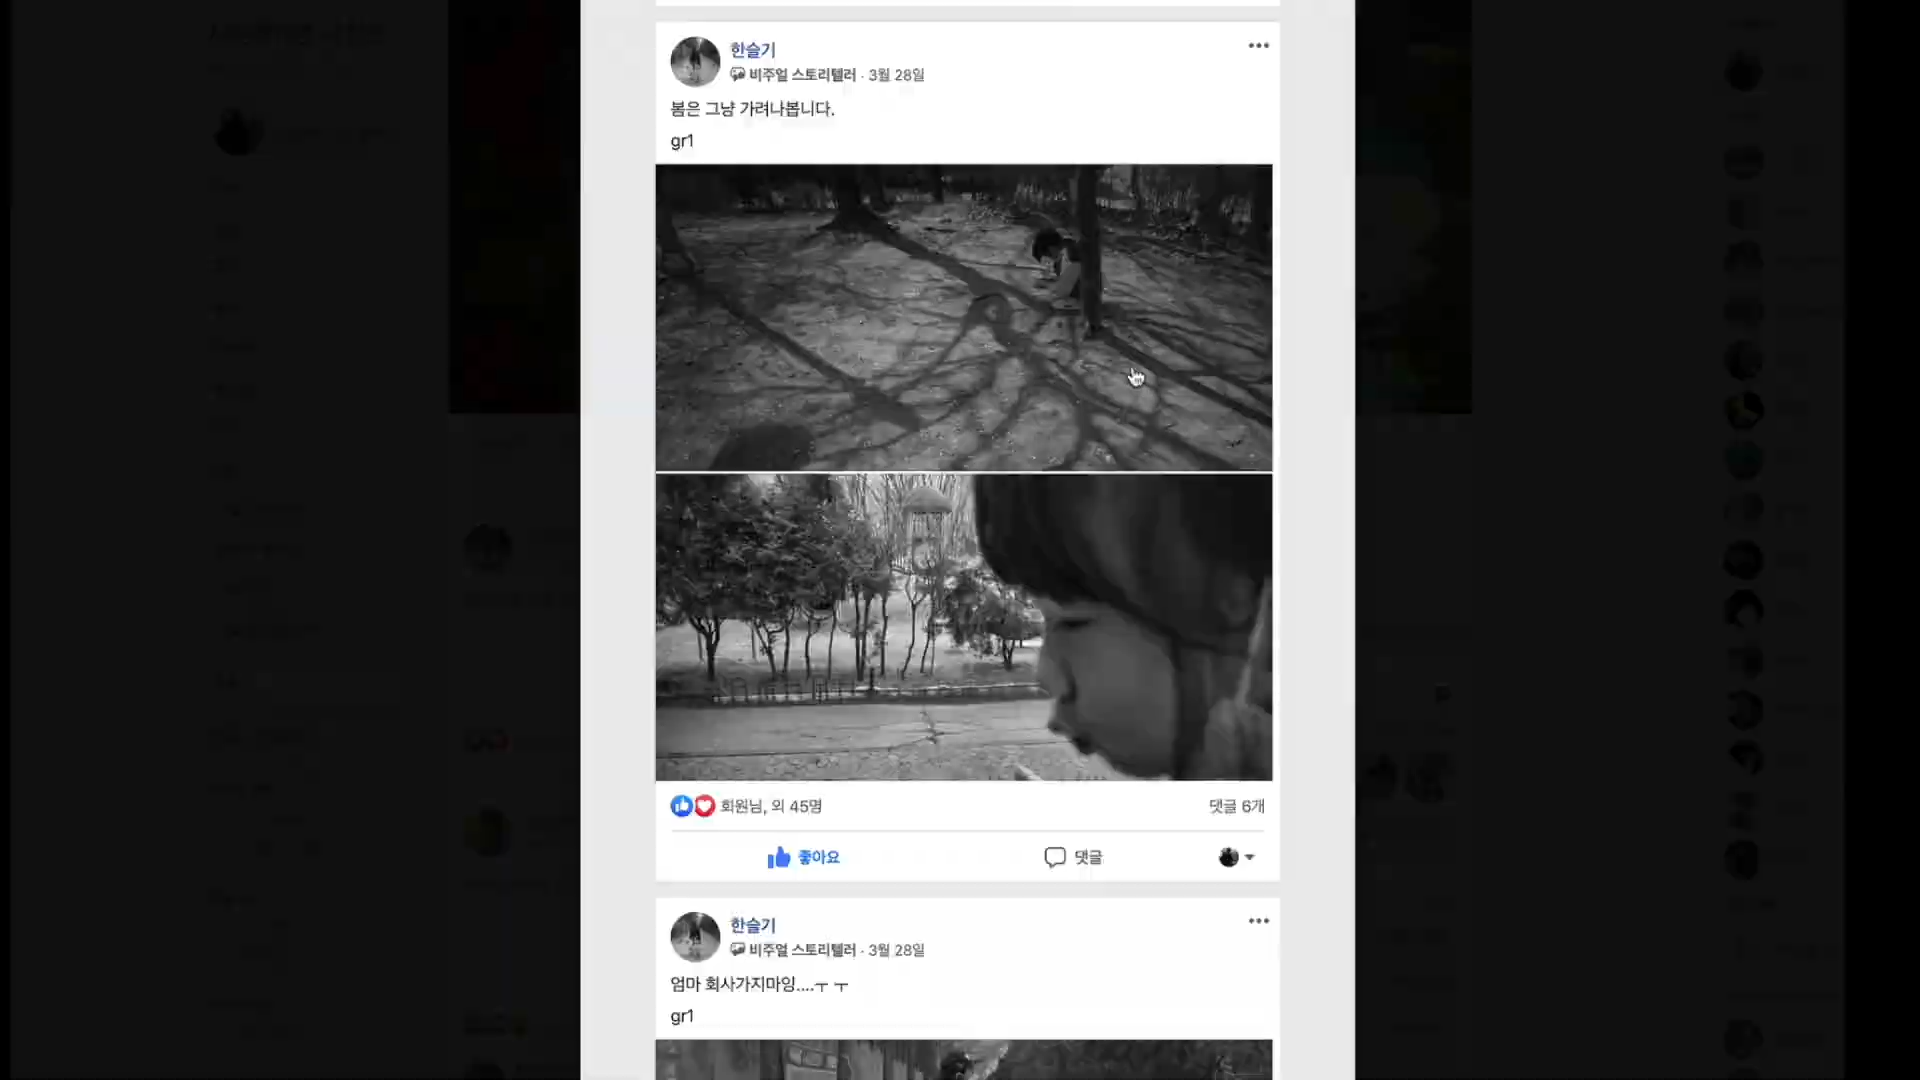 한슬기
비주얼 스토리텔러 · 3월 28일
봄은 그냥 가려나봅니다.
gr1
회원님, 외 45명
댓글 6개
좋아요
댓글
한슬기
비주얼 스토리텔러 · 3월 28일
엄마 회사가지마잉....ㅜ ㅜ
gr1